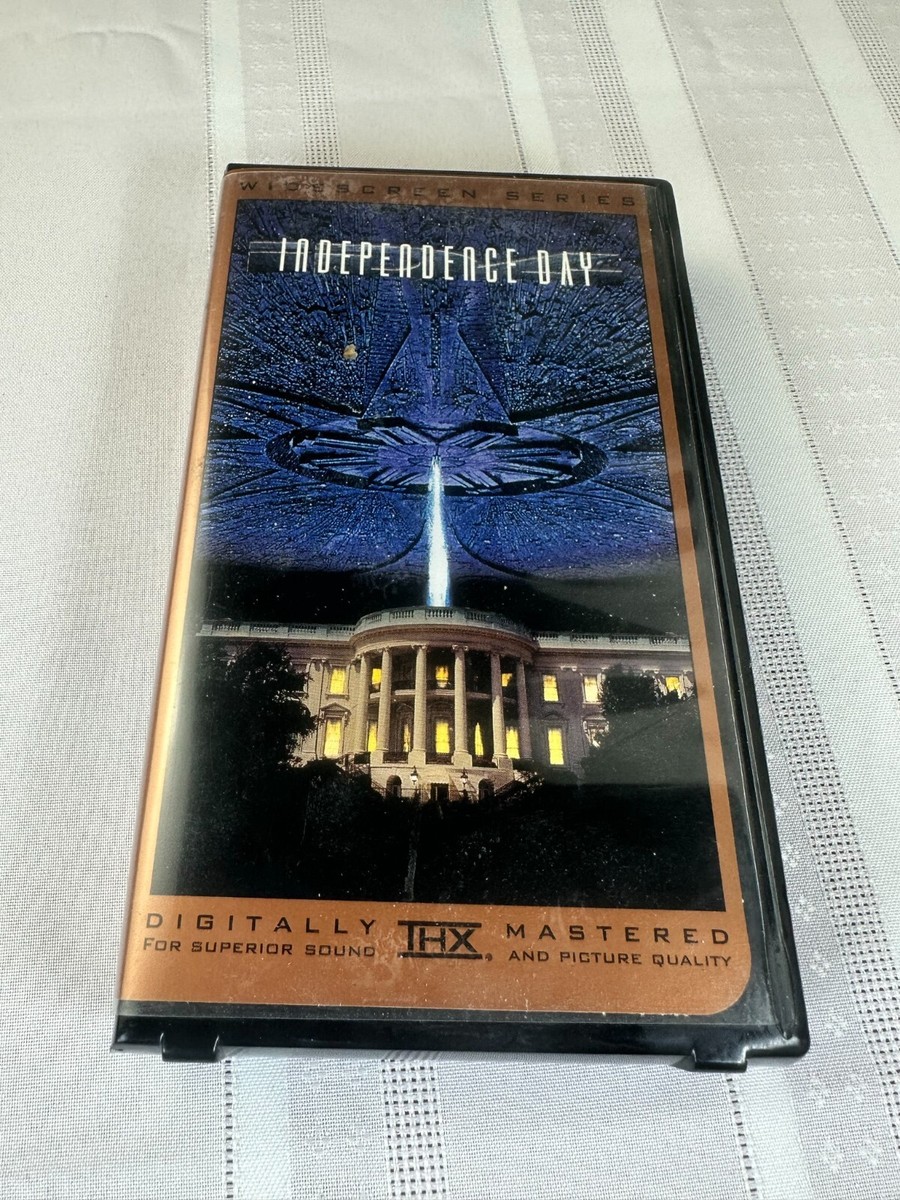 WIDESCREEN SERIES
INDEPENDENCE DAY
DIGITALLY THX MASTERED
FOR SUPERIOR SOUND AND PICTURE QUALITY